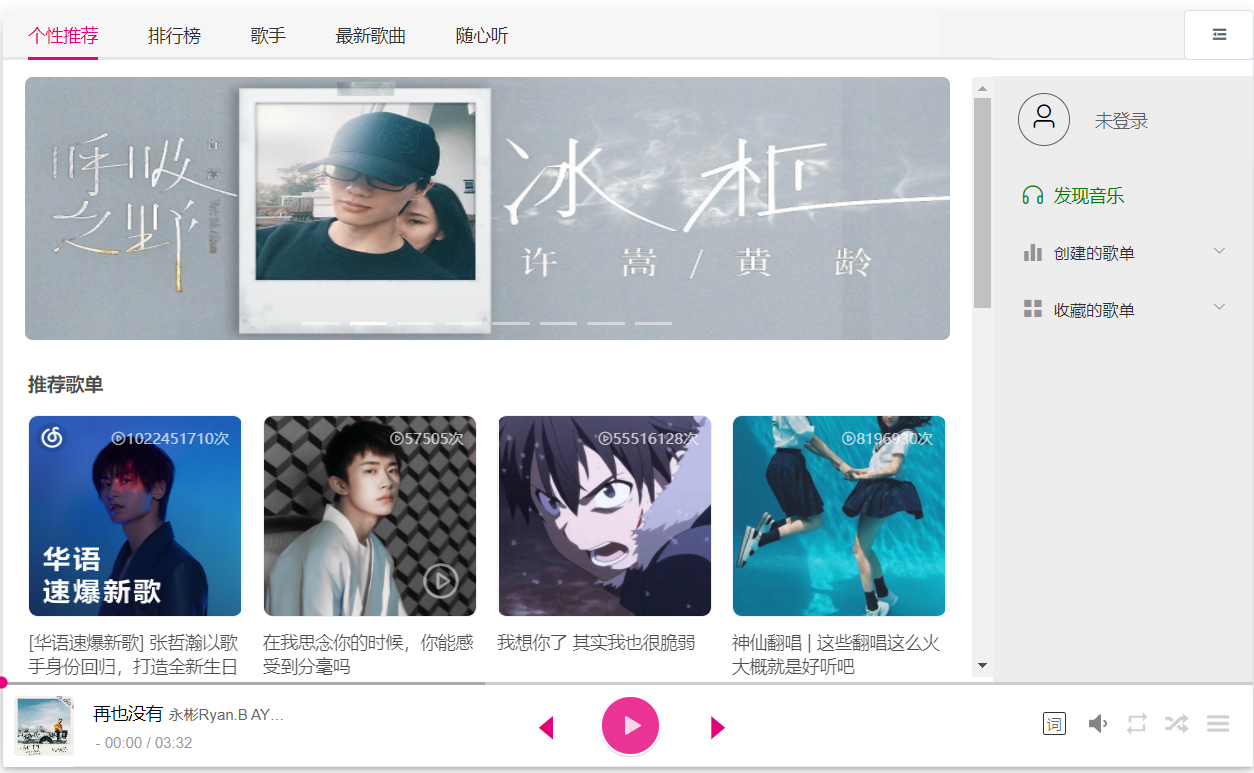 个性推荐 排行榜 歌手 最新歌曲 随心听
呼吸之野
许嵩
冰柜
许嵩/黄龄
未登录
发现音乐
创建的歌单
收藏的歌单
推荐歌单
1022451710次
57505次
55516128次
8196930次
华语
速爆新歌
[华语速爆新歌] 张哲瀚以歌
手身份回归，打造全新生日
在我思念你的时候，你能感
受到分毫吗
我想你了 其实我也很脆弱
神仙翻唱 | 这些翻唱这么火
大概就是好听吧
再也没有 永彬Ryan.B AY…
- 00:00 / 03:32
词